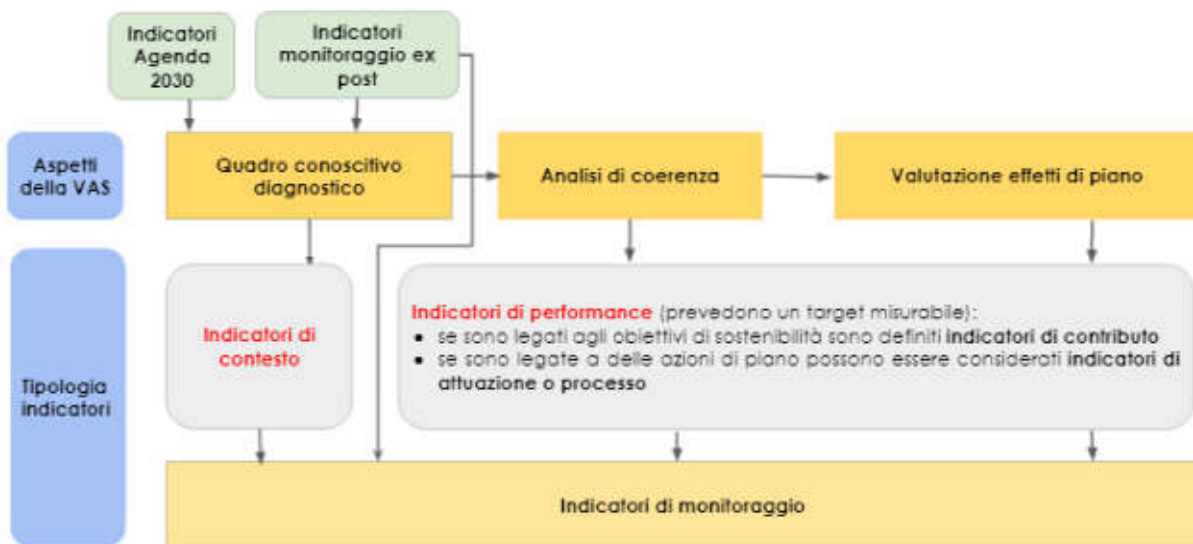 Indicatori
Agenda
2030
Indicatori
monitoraggio ex
post
Aspetti
della VAS
Quadro conoscitivo
diagnostico
Analisi di coerenza
Valutazione effetti di piano
Tipologia
indicatori
Indicatori di
contesto
Indicatori di performance (prevedono un target misurabile):
• se sono legati agli obiettivi di sostenibilità sono definiti indicatori di contributo
• se sono legate a delle azioni di piano possono essere considerati indicatori di
attuazione o processo
Indicatori di monitoraggio